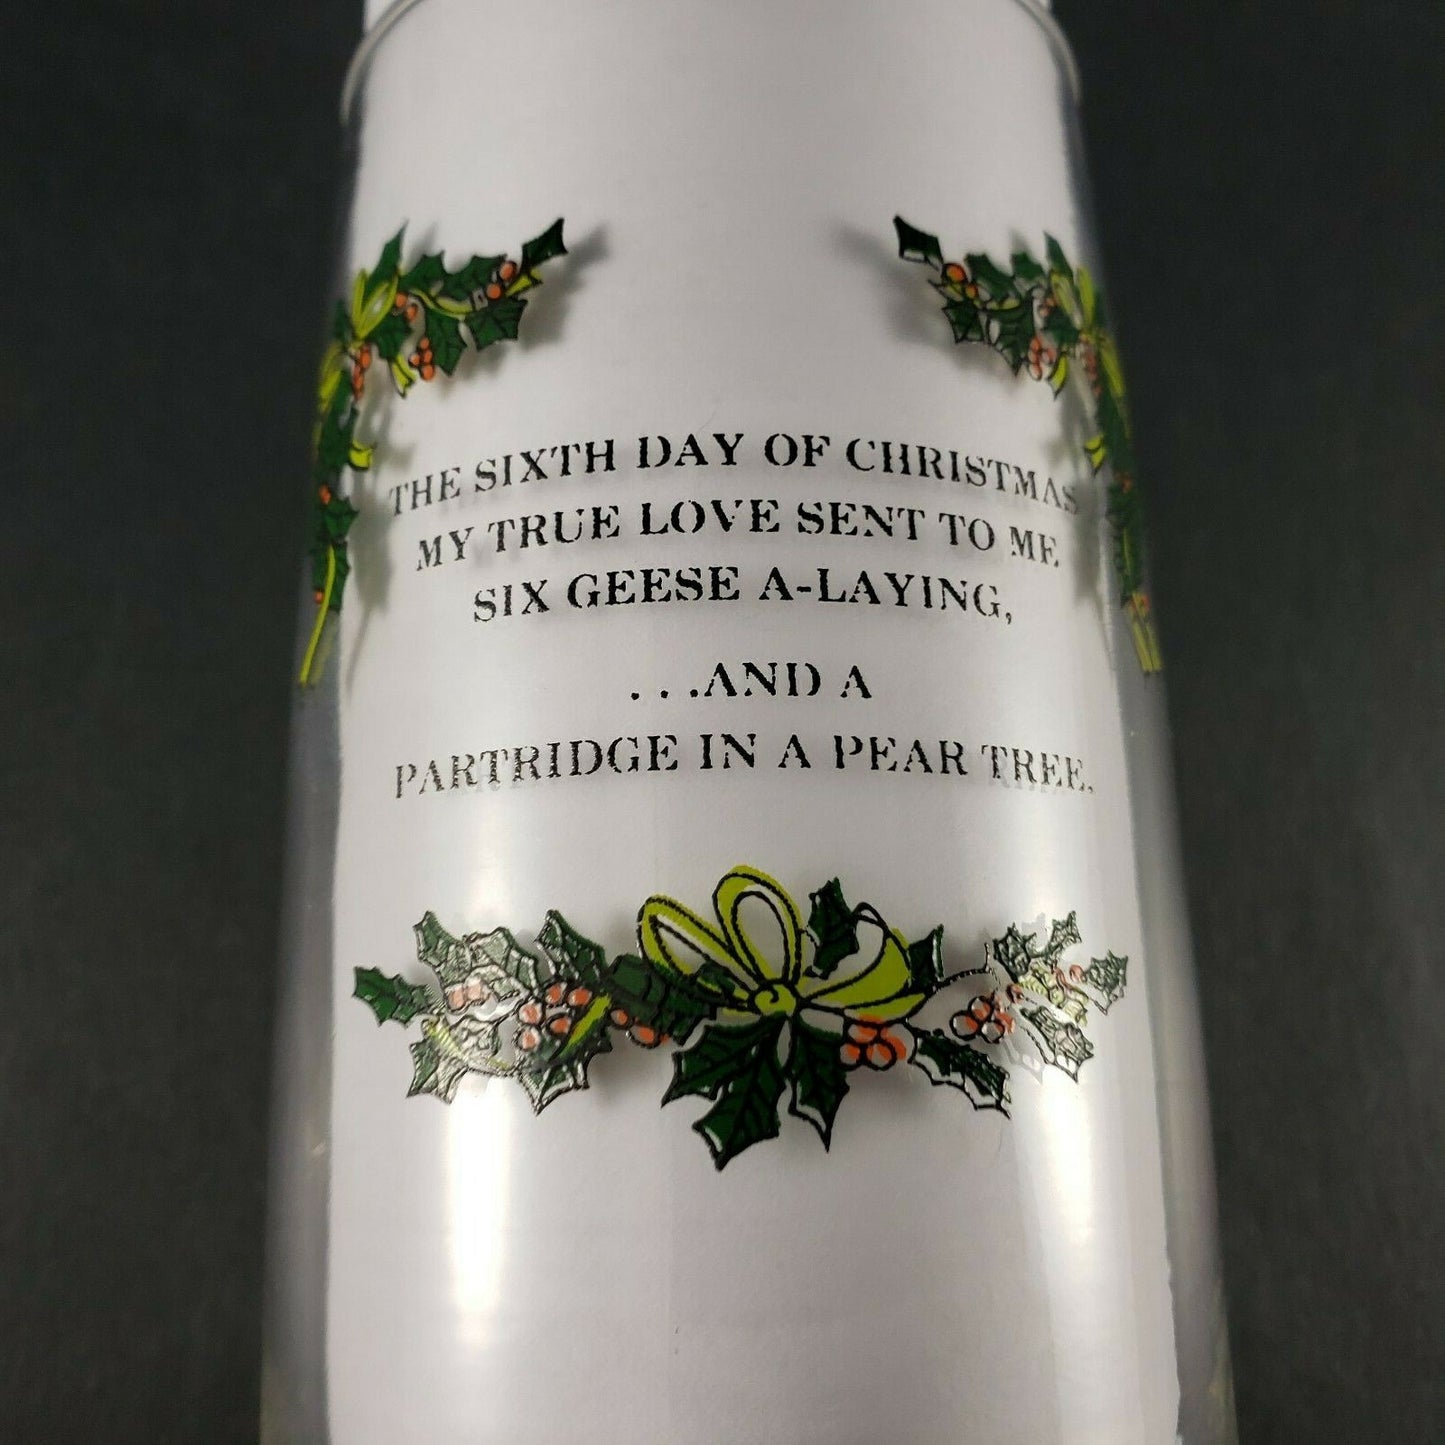 THE SIXTH DAY OF CHRISTMAS
MY TRUE LOVE SENT TO ME
SIX GEESE A-LAYING,
. . .AND A
PARTRIDGE IN A PEAR TREE.